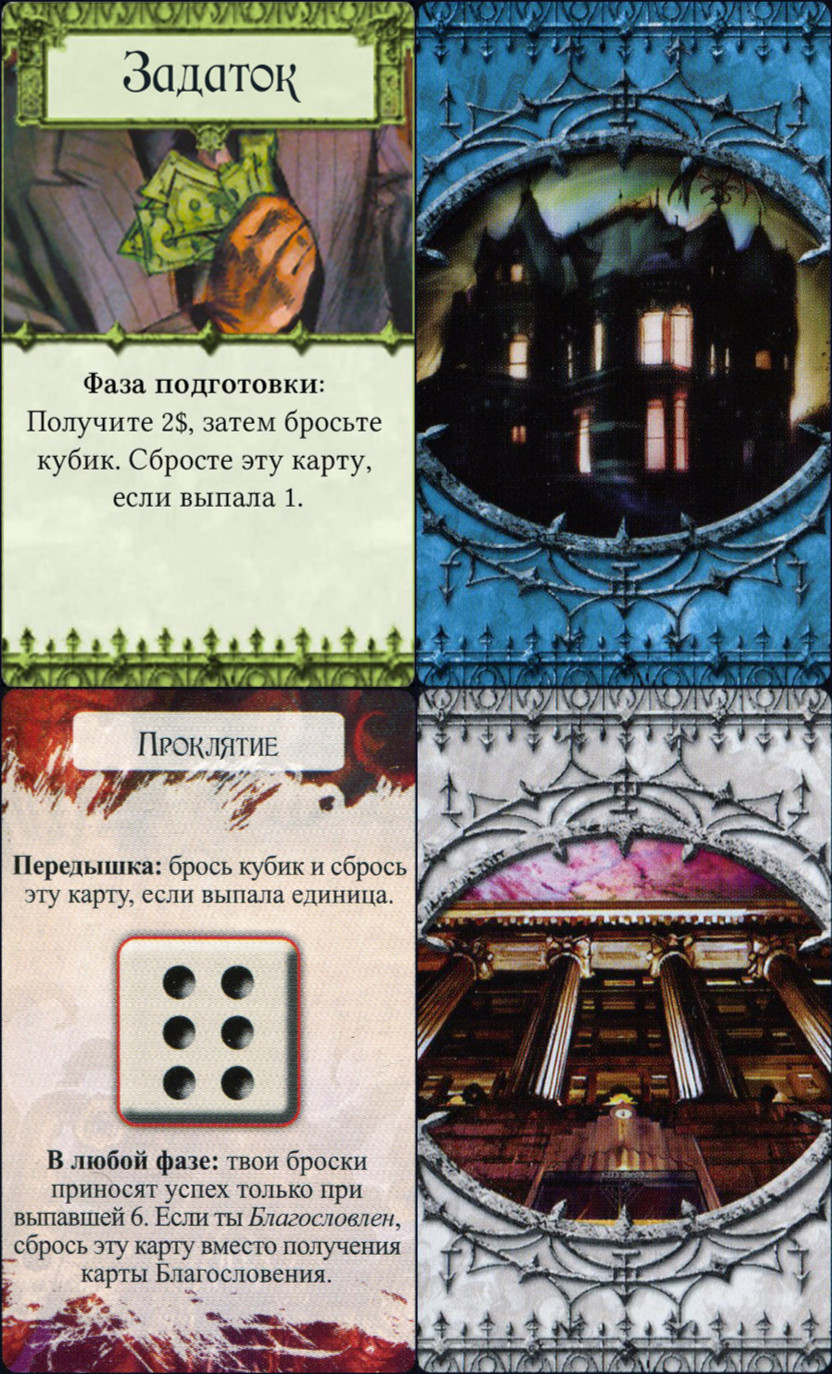 Задаток
Фаза подготовки:
Получите 2$, затем бросьте
кубик. Сбросте эту карту,
если выпала 1.
Проклятие
Передышка: брось кубик и сбрось
эту карту, если выпала единица.
В любой фазе: твои броски
приносят успех только при
выпавшей 6. Если ты Благословлен,
сбрось эту карту вместо получения
карты Благословения.